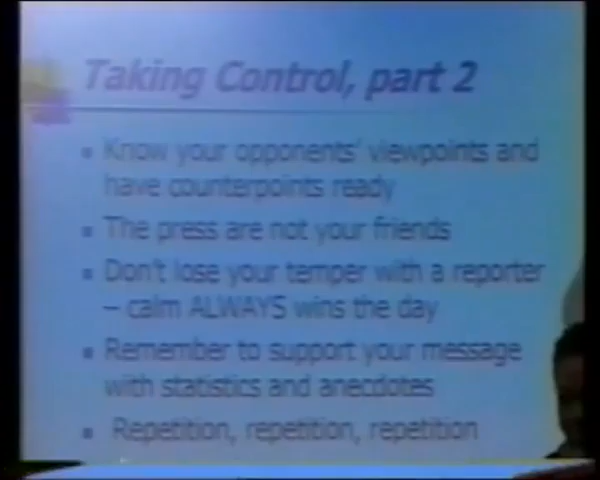 Taking Control, part 2
▪ Know your opponents' viewpoints and
have counterpoints ready
▪ The press are not your friends
▪ Don't lose your temper with a reporter
– calm ALWAYS wins the day
▪ Remember to support your message
with statistics and anecdotes
▪ Repetition, repetition, repetition